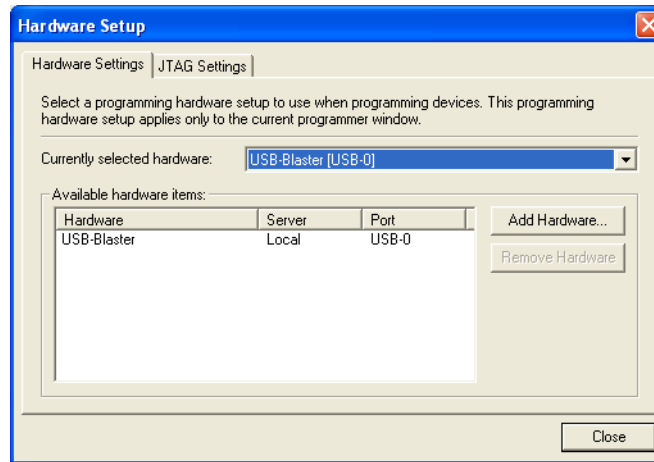 Hardware Setup
Hardware Settings
JTAG Settings
Select a programming hardware setup to use when programming devices. This programming
hardware setup applies only to the current programmer window.
Currently selected hardware:
USB-Blaster [USB-0]
Available hardware items:
Hardware Server Port
USB-Blaster Local USB-0
Add Hardware...
Remove Hardware
Close